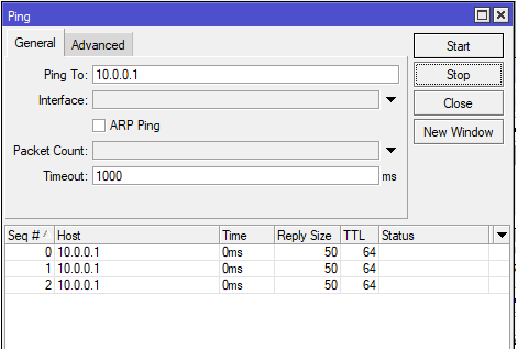 Ping
General Advanced Start
Ping To: 10.0.0.1 Stop
Interface: Close
ARP Ping New Window
Packet Count:
Timeout: 1000 ms
Seq # Host Time Reply Size TTL Status
0 10.0.0.1 0ms 50 64
1 10.0.0.1 0ms 50 64
2 10.0.0.1 0ms 50 64